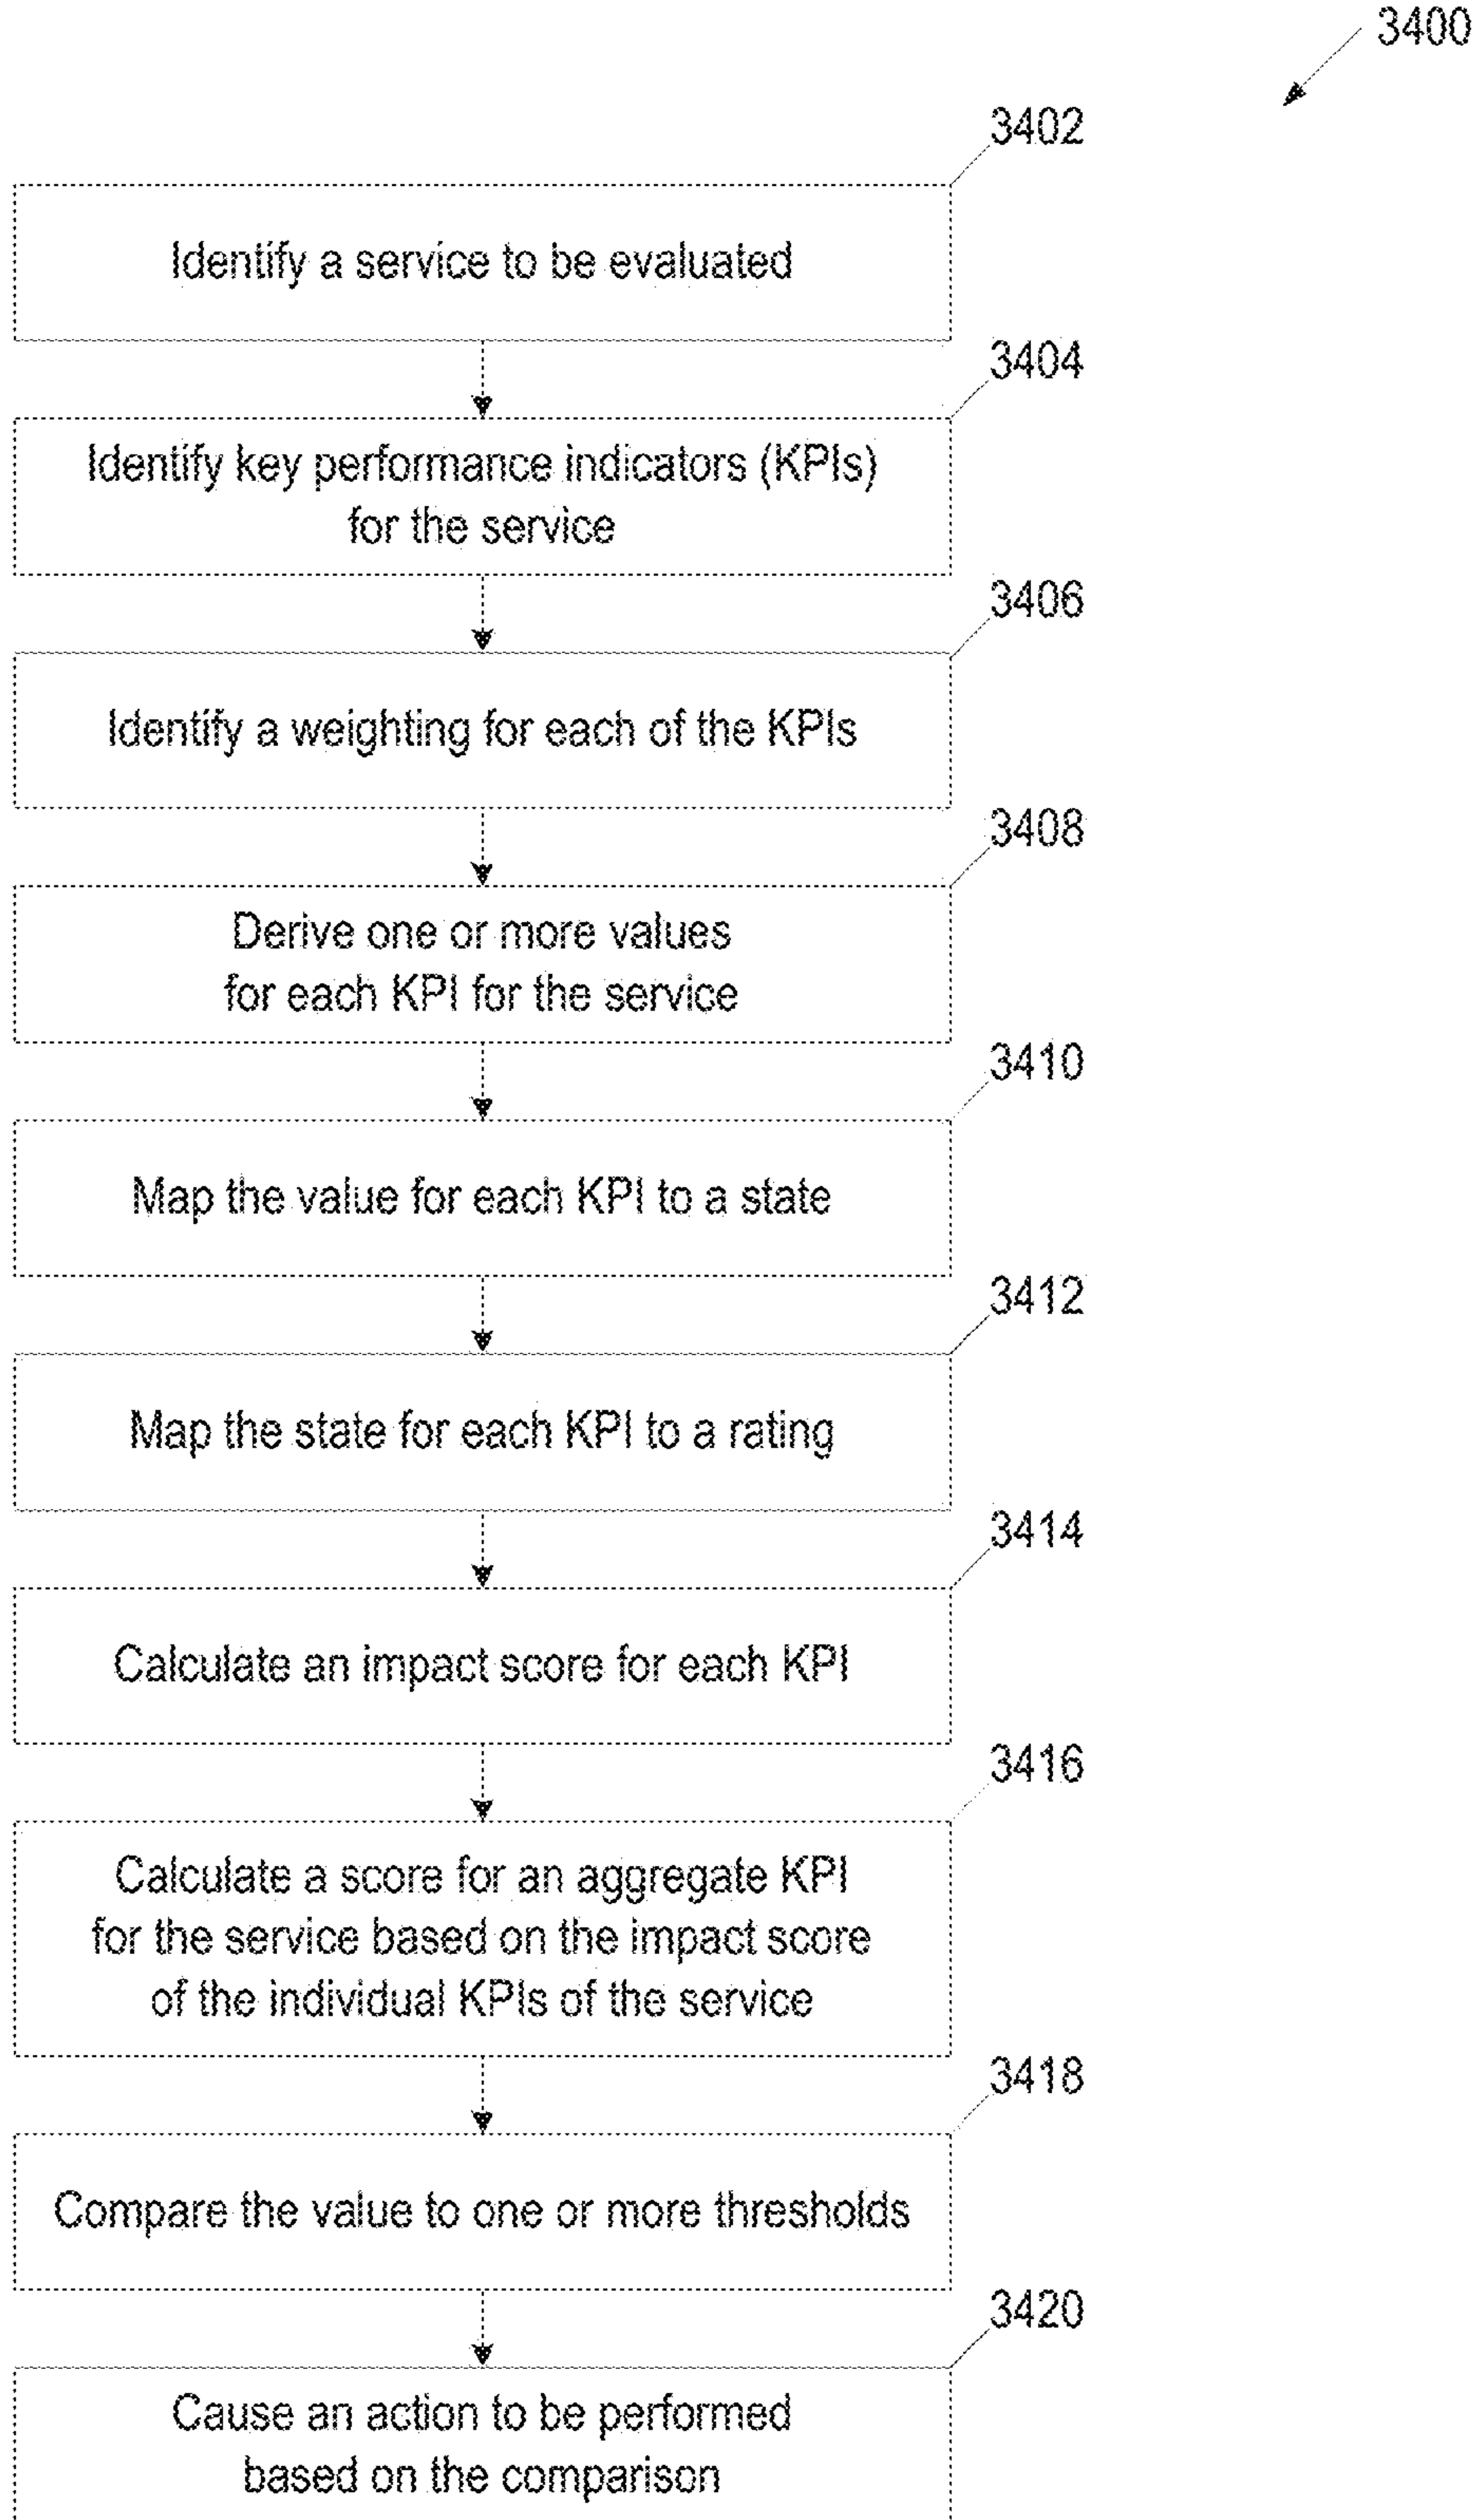 3400
3402
Identify a service to be evaluated
3404
Identify key performance indicators (KPIs)
for the service
3406
Identify a weighting for each of the KPIs
3408
Derive one or more values
for each KPI for the service
3410
Map the value for each KPI to a state
3412
Map the state for each KPI to a rating
3414
Calculate an impact score for each KPI
3416
Calculate a score for an aggregate KPI
for the service based on the impact score
of the individual KPIs of the service
3418
Compare the value to one or more thresholds
3420
Cause an action to be performed
based on the comparison